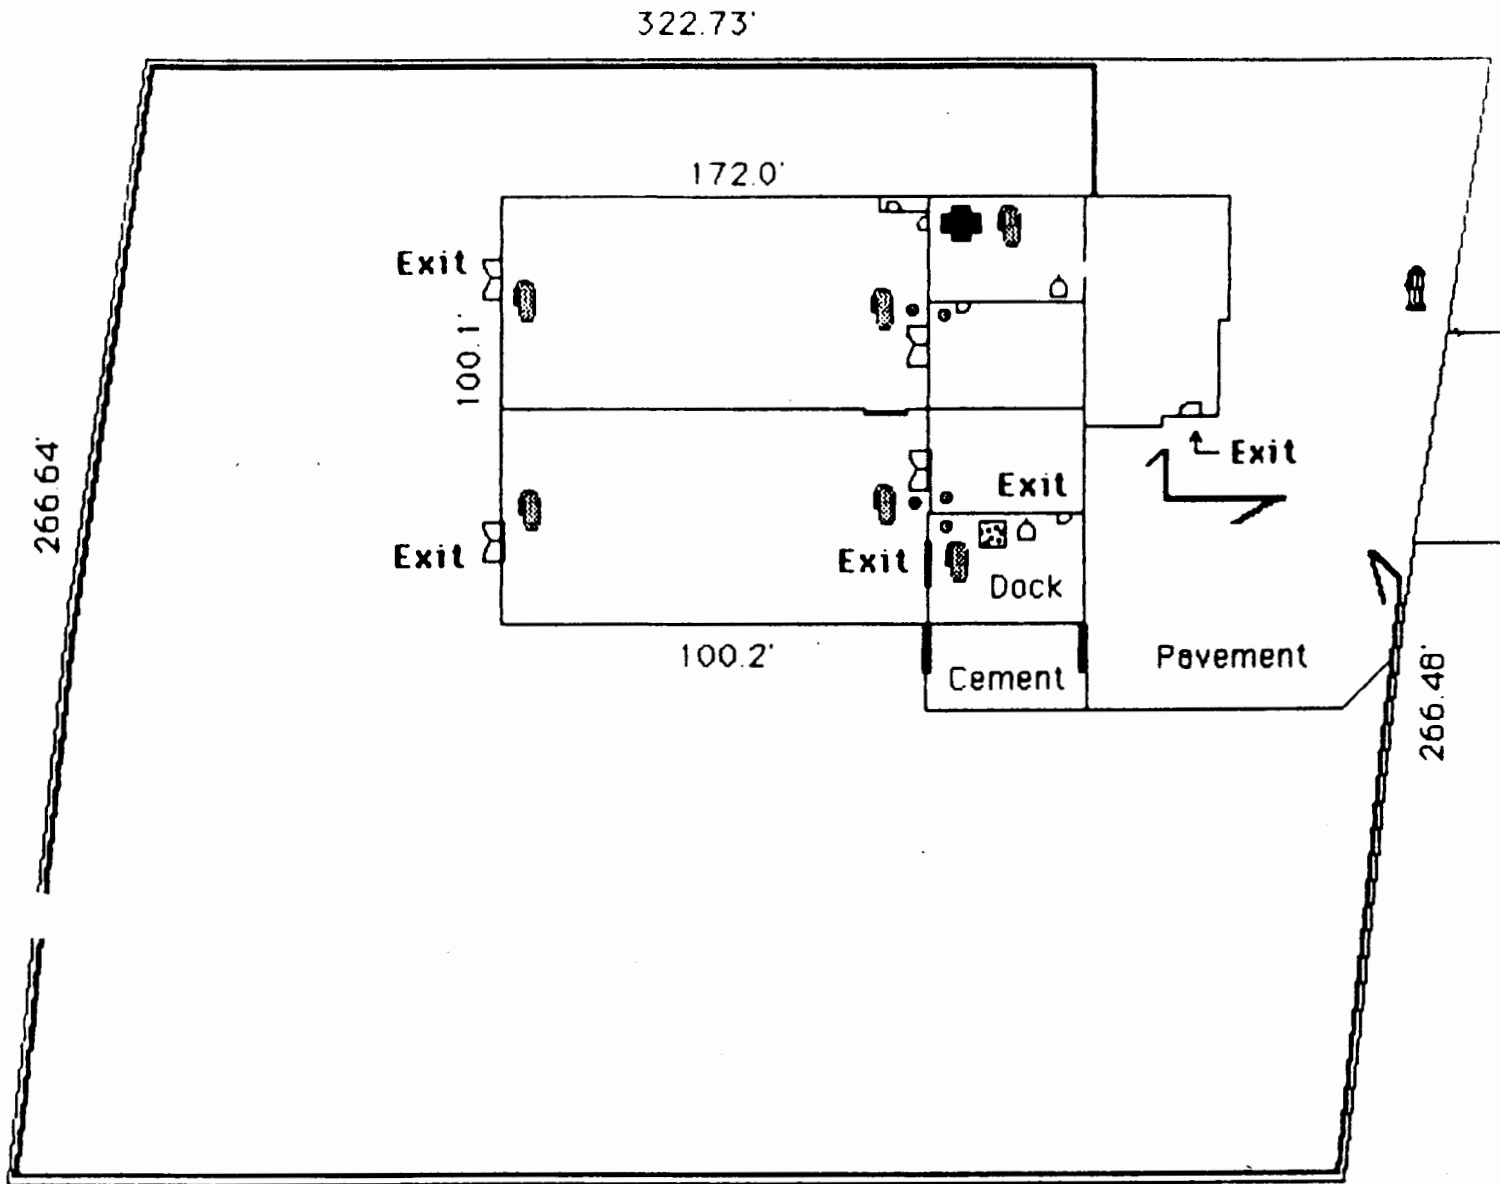 322.73'
172.0'
Exit
100.1'
266.64'
Exit
Exit
Exit
Exit
Dock
100.2'
Cement
Pavement
266.48'